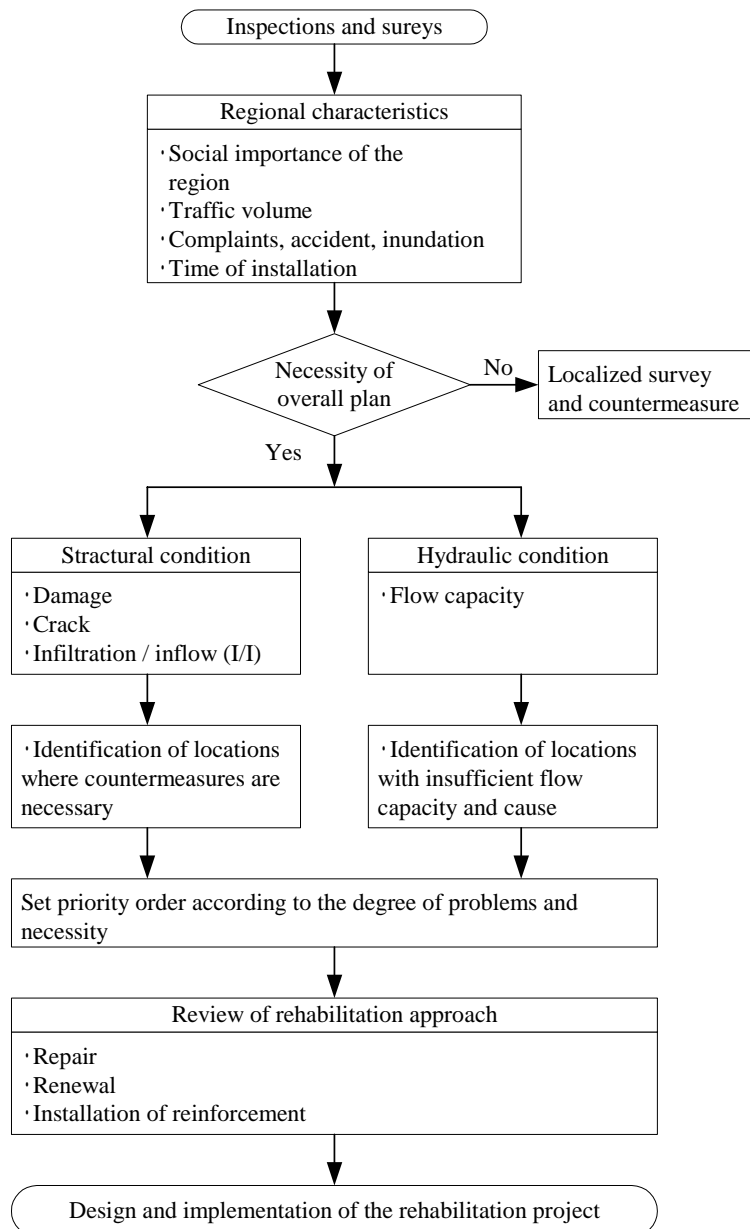 Inspections and sureys
Regional characteristics
·Social importance of the
region
·Traffic volume
·Complaints, accident, inundation
·Time of installation
Necessity of
overall plan
No
Localized survey
and countermeasure
Yes
Stractural condition
·Damage
·Crack
·Infiltration / inflow (I/I)
Hydraulic condition
·Flow capacity
·Identification of locations
where countermeasures are
necessary
·Identification of locations
with insufficient flow
capacity and cause
Set priority order according to the degree of problems and
necessity
Review of rehabilitation approach
·Repair
·Renewal
·Installation of reinforcement
Design and implementation of the rehabilitation project